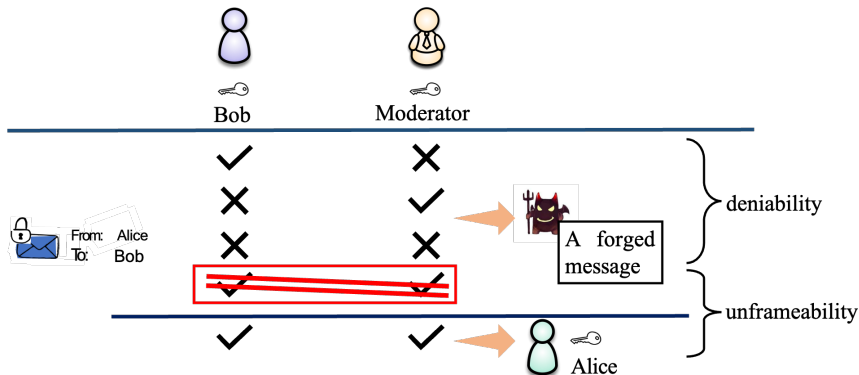 Bob Moderator
deniability
From: Alice
To: Bob
A forged
message
unframeability
Alice